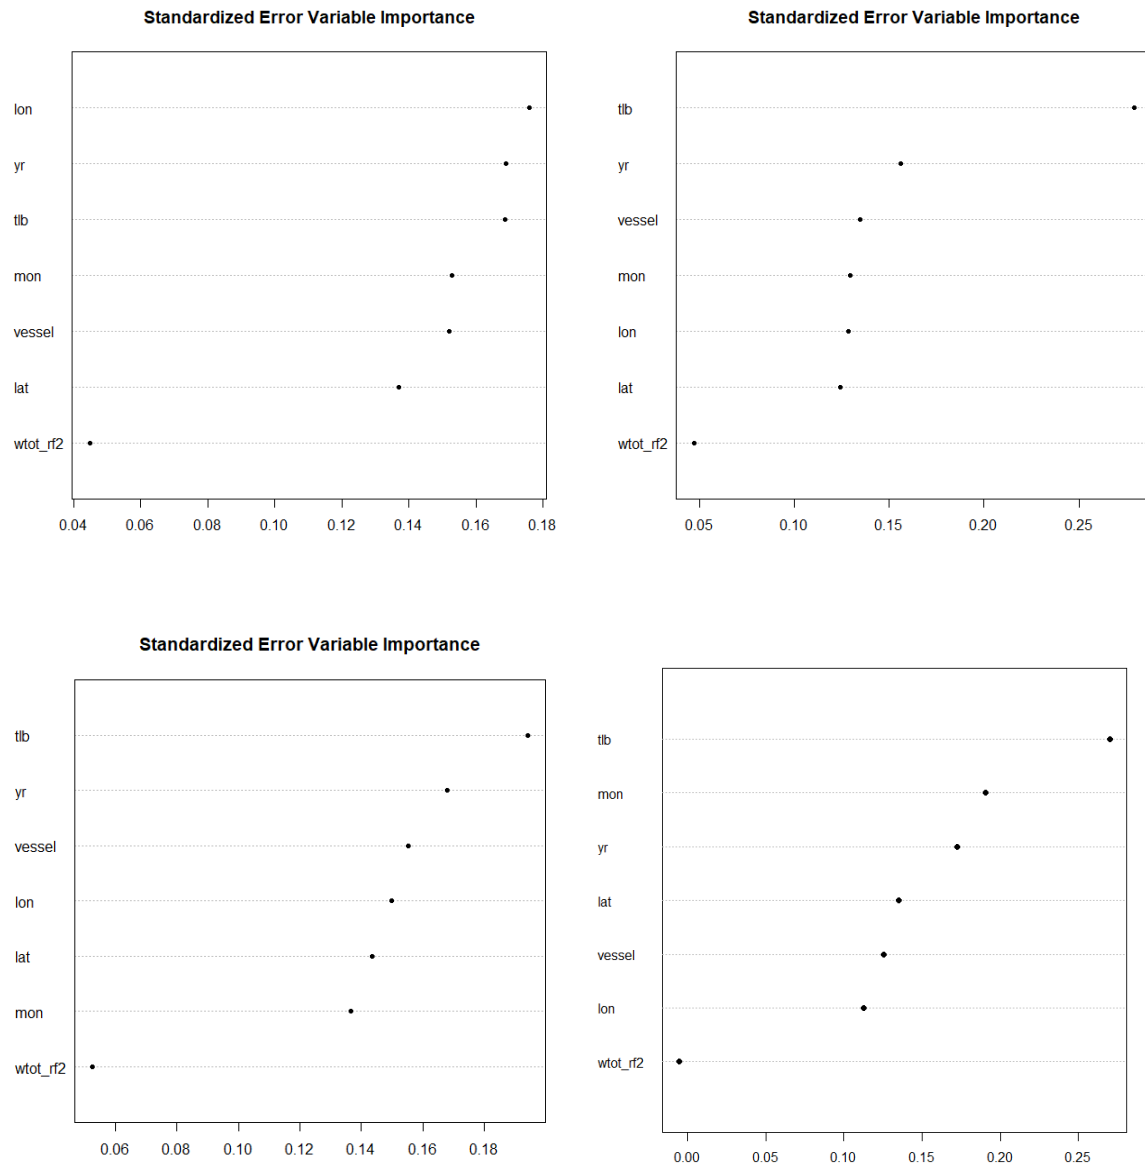 Standardized Error Variable Importance
lon
yr
tlb
mon
vessel
lat
wtot_rf2
0.04 0.06 0.08 0.10 0.12 0.14 0.16 0.18
Standardized Error Variable Importance
tlb
yr
vessel
mon
lon
lat
wtot_rf2
0.05 0.10 0.15 0.20 0.25
Standardized Error Variable Importance
tlb
yr
vessel
lon
lat
mon
wtot_rf2
0.06 0.08 0.10 0.12 0.14 0.16 0.18
tlb
mon
yr
lat
vessel
lon
wtot_rf2
0.00 0.05 0.10 0.15 0.20 0.25